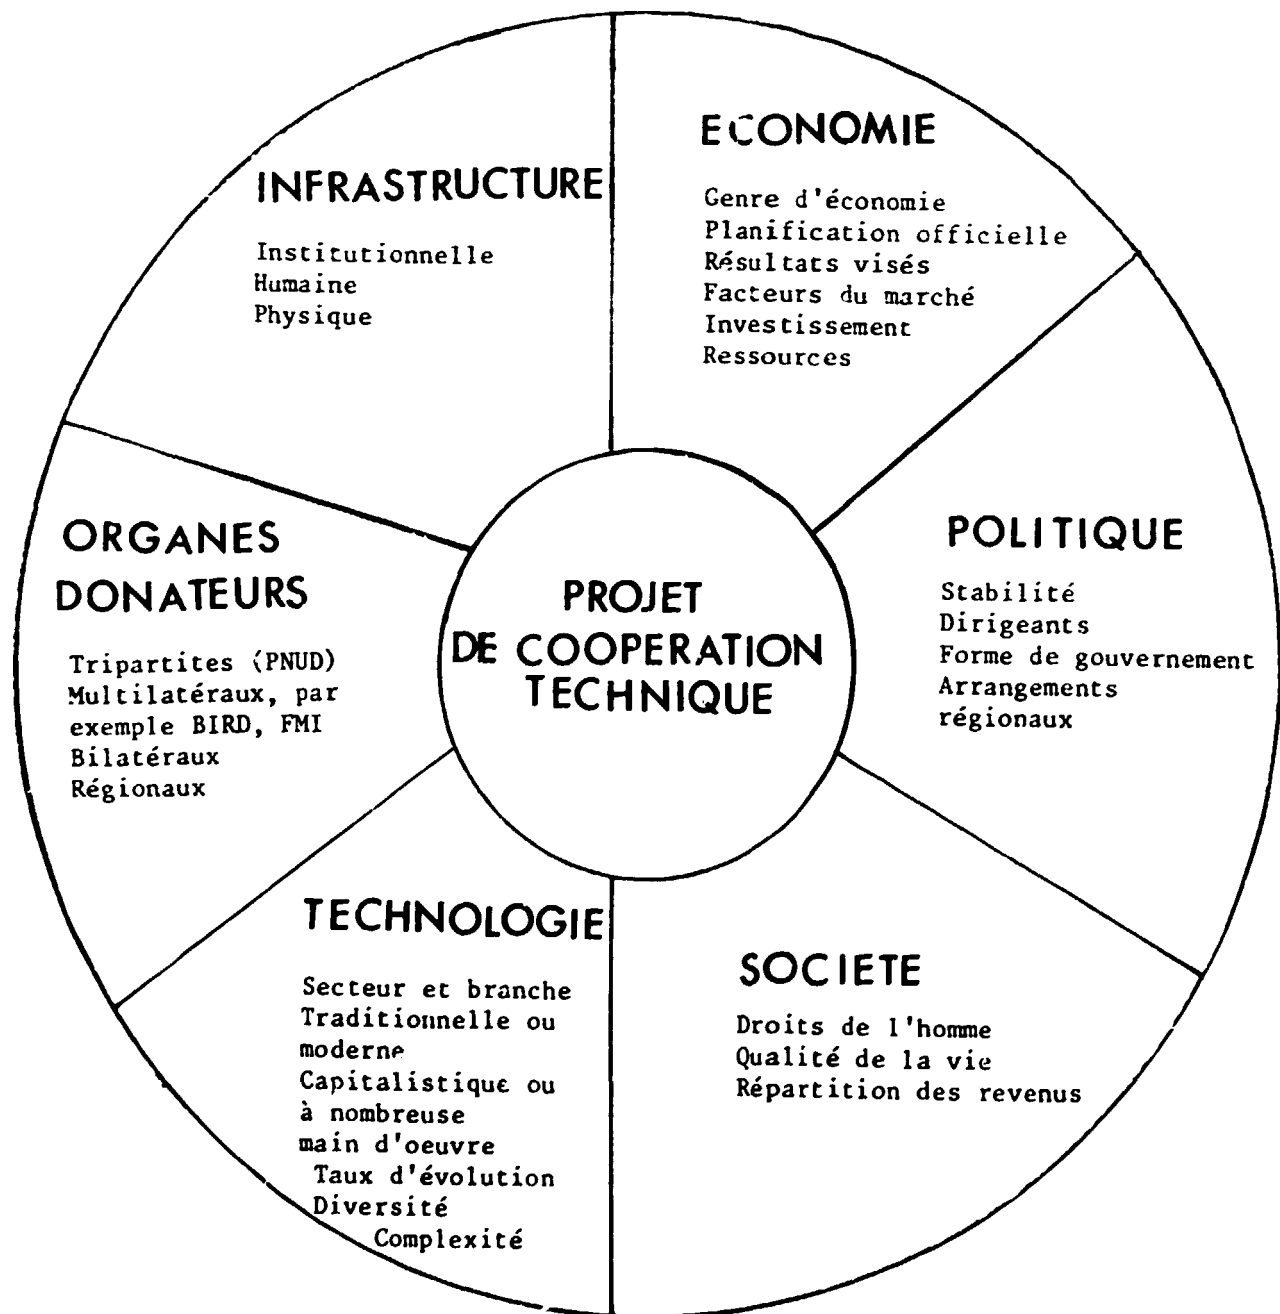 ECONOMIE
Genre d'économie
Planification officielle
Résultats visés
Facteurs du marché
Investissement
Ressources
INFRASTRUCTURE
Institutionnelle
Humaine
Physique
POLITIQUE
Stabilité
Dirigeants
Forme de gouvernement
Arrangements
régionaux
ORGANES
DONATEURS
Tripartites (PNUD)
Multilatéraux, par
exemple BIRD, FMI
Bilatéraux
Régionaux
PROJET
DE COOPERATION
TECHNIQUE
TECHNOLOGIE
Secteur et branche
Traditionnelle ou
moderne
Capitalistique ou
à nombreuse
main d'oeuvre
Taux d'évolution
Diversité
Complexité
SOCIETE
Droits de l'homme
Qualité de la vie
Répartition des revenus